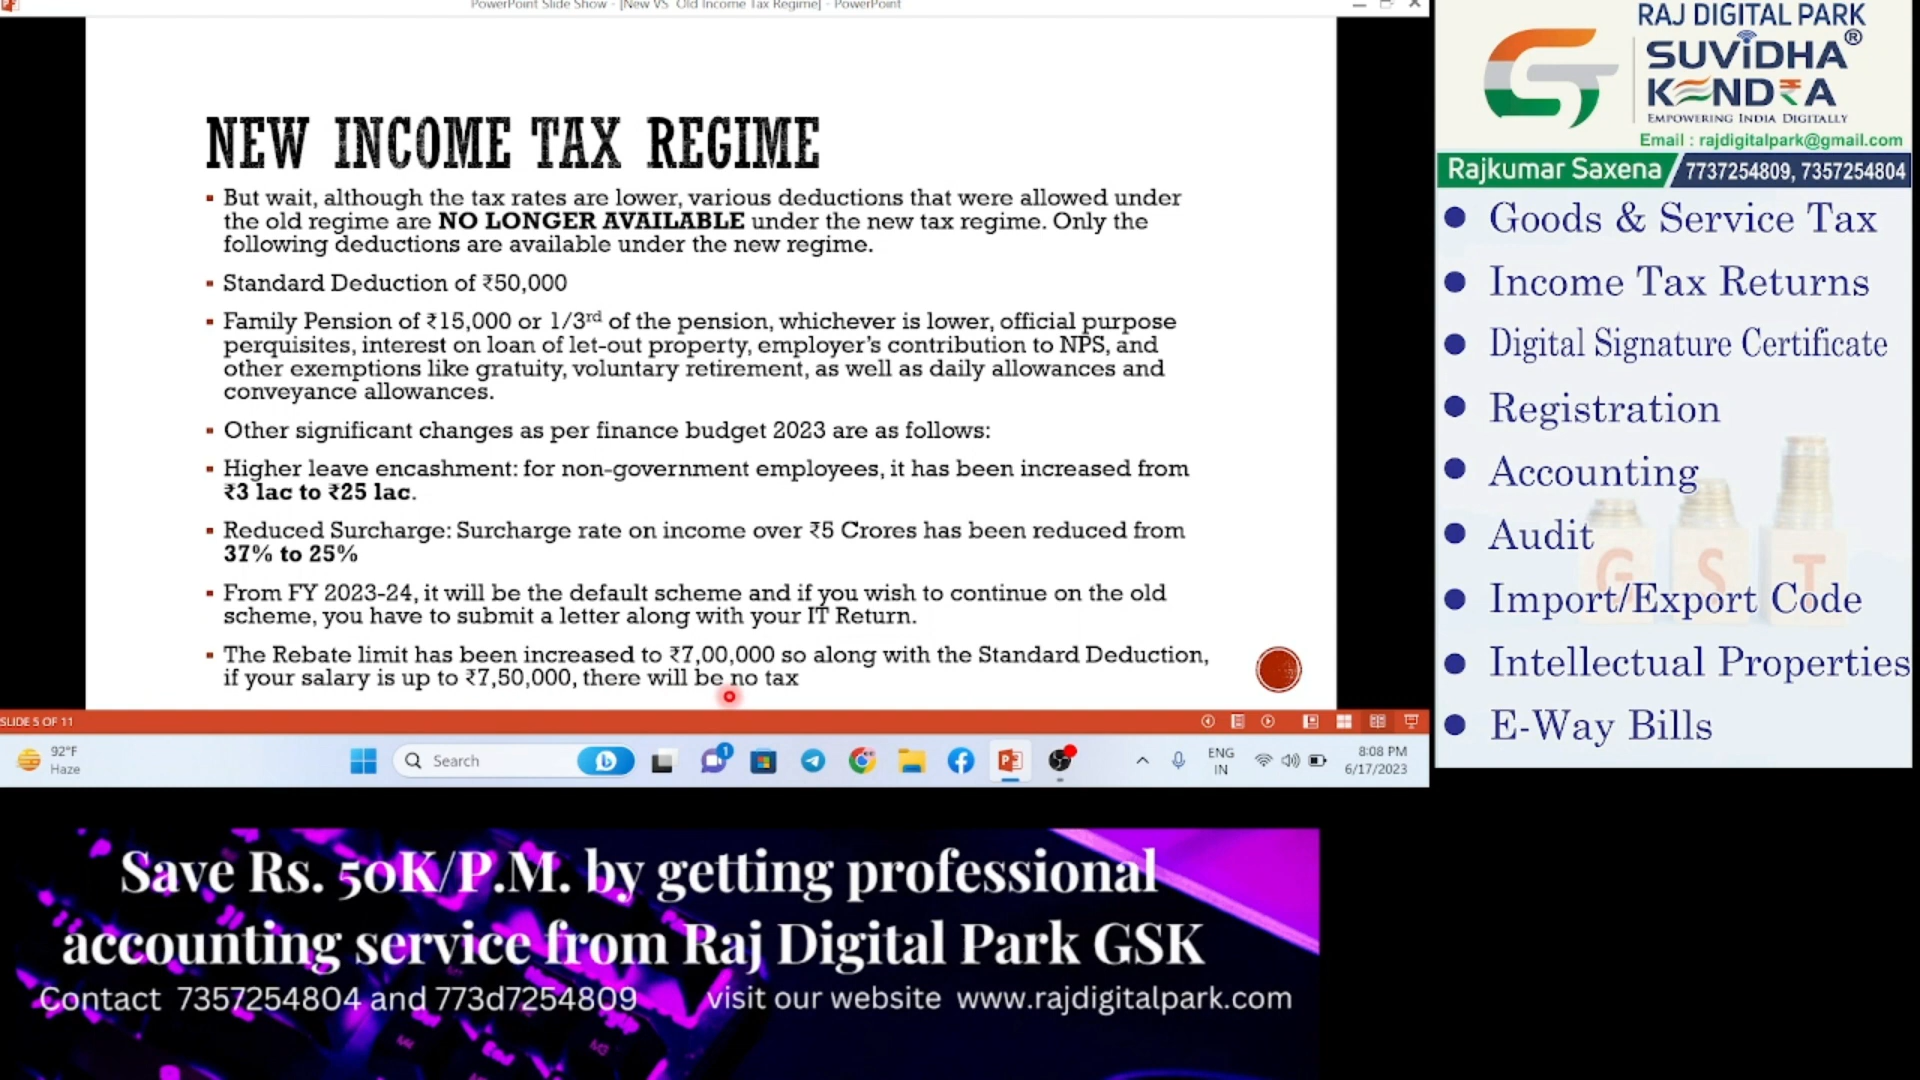 PowerPoint Slide Show - [New VS Old Income Tax Regime] - PowerPoint
NEW INCOME TAX REGIME
▪ But wait, although the tax rates are lower, various deductions that were allowed under
the old regime are NO LONGER AVAILABLE under the new tax regime. Only the
following deductions are available under the new regime.
▪ Standard Deduction of ₹50,000
▪ Family Pension of ₹15,000 or 1/3rd of the pension, whichever is lower, official purpose
perquisites, interest on loan of let-out property, employer's contribution to NPS, and
other exemptions like gratuity, voluntary retirement, as well as daily allowances and
conveyance allowances.
▪ Other significant changes as per finance budget 2023 are as follows:
▪ Higher leave encashment: for non-government employees, it has been increased from
₹3 lac to ₹25 lac.
▪ Reduced Surcharge: Surcharge rate on income over ₹5 Crores has been reduced from
37% to 25%
▪ From FY 2023-24, it will be the default scheme and if you wish to continue on the old
scheme, you have to submit a letter along with your IT Return.
▪ The Rebate limit has been increased to ₹7,00,000 so along with the Standard Deduction,
if your salary is up to ₹7,50,000, there will be no tax
SLIDE 5 OF 11
92°F
Haze
Search
1
ENG
IN
8:08 PM
6/17/2023
RAJ DIGITAL PARK
SUVIDHA®
KENDRA
EMPOWERING INDIA DIGITALLY
Email : rajdigitalpark@gmail.com
Rajkumar Saxena / 7737254809, 7357254804
● Goods & Service Tax
● Income Tax Returns
● Digital Signature Certificate
● Registration
● Accounting
● Audit
● Import/Export Code
● Intellectual Properties
● E-Way Bills
G S T
Save Rs. 50K/P.M. by getting professional
accounting service from Raj Digital Park GSK
Contact 7357254804 and 773d7254809 visit our website www.rajdigitalpark.com
End